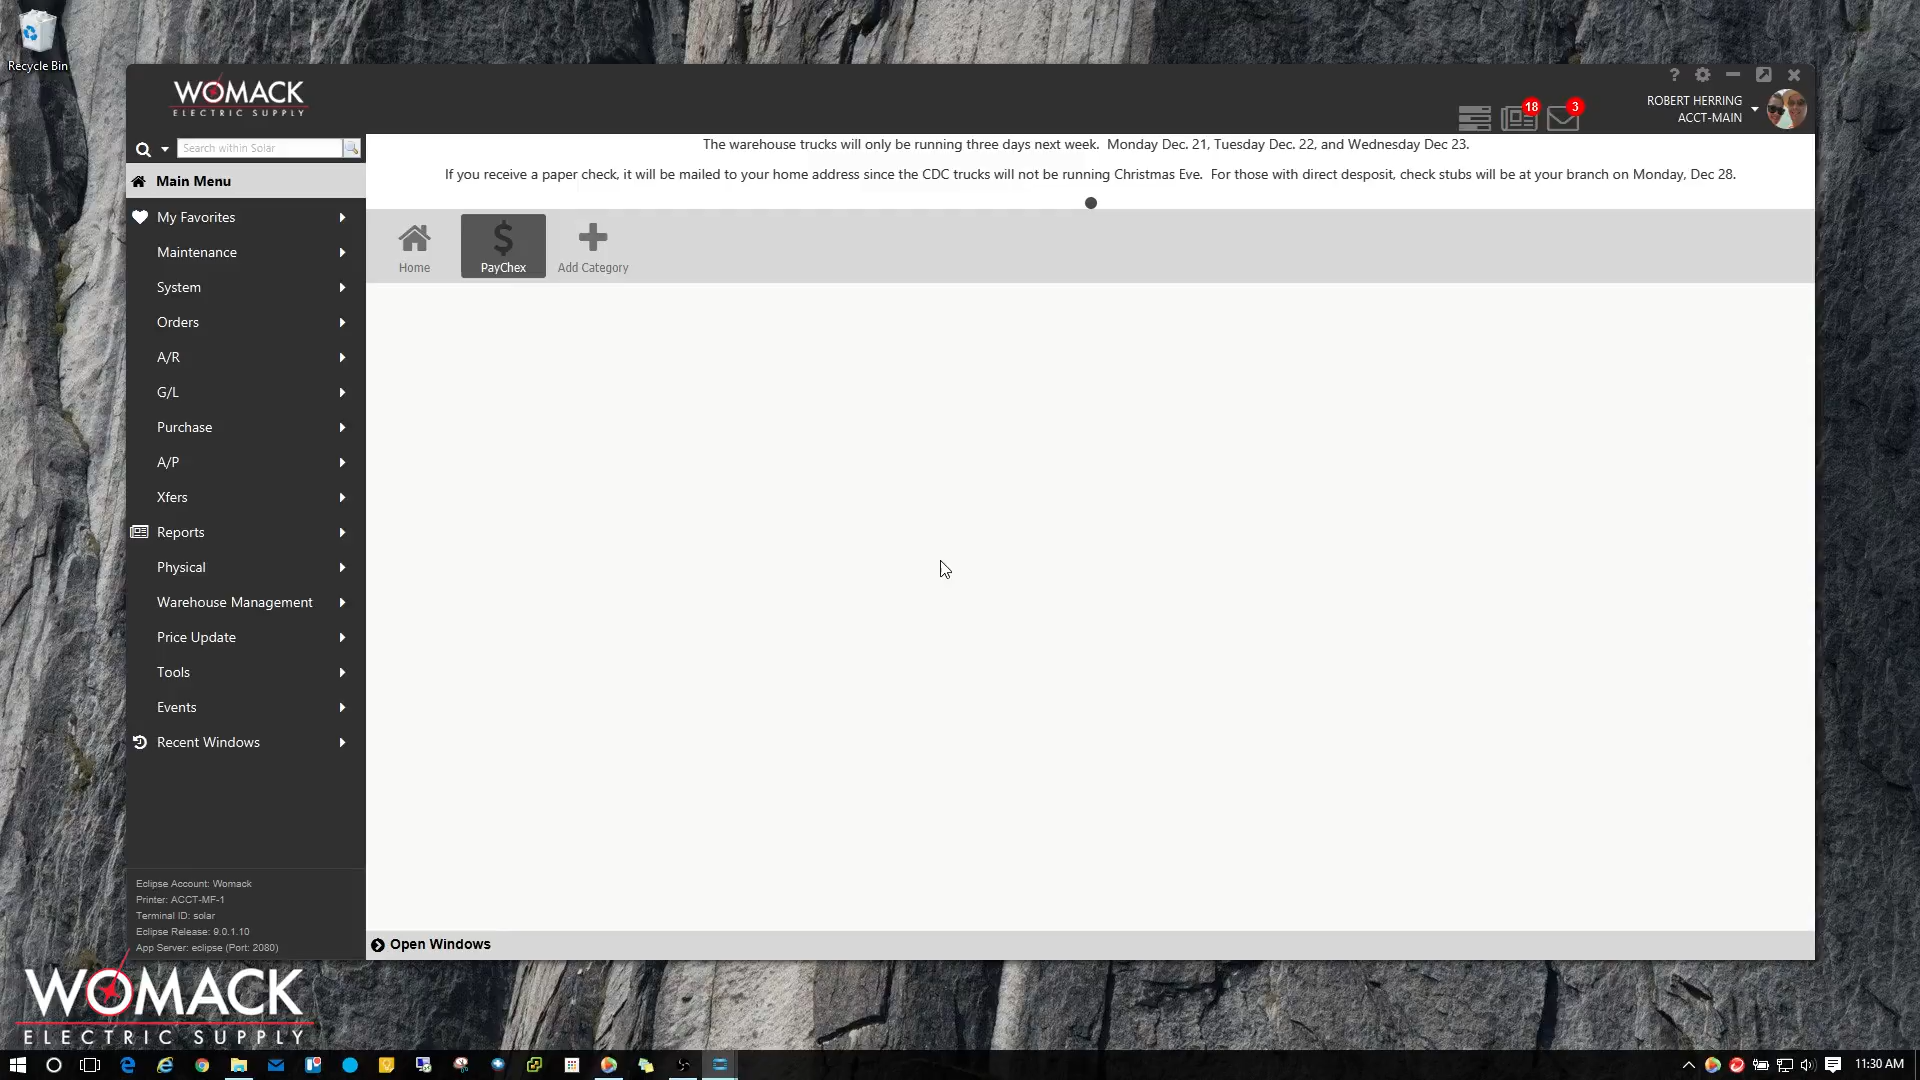 Recycle Bin
WOMACK
ELECTRIC SUPPLY
?
18
3
ROBERT HERRING
ACCT-MAIN
Search within Solar
The warehouse trucks will only be running three days next week. Monday Dec. 21, Tuesday Dec. 22, and Wednesday Dec 23.
If you receive a paper check, it will be mailed to your home address since the CDC trucks will not be running Christmas Eve. For those with direct desposit, check stubs will be at your branch on Monday, Dec 28.
Main Menu
My Favorites
Maintenance
System
Orders
A/R
G/L
Purchase
A/P
Xfers
Reports
Physical
Warehouse Management
Price Update
Tools
Events
Recent Windows
Home
$
PayChex
Add Category
Eclipse Account: Womack
Printer: ACCT-MF-1
Terminal ID: solar
Eclipse Release: 9.0.1.10
App Server: eclipse (Port: 2080)
Open Windows
WOMACK
ELECTRIC SUPPLY
11:30 AM